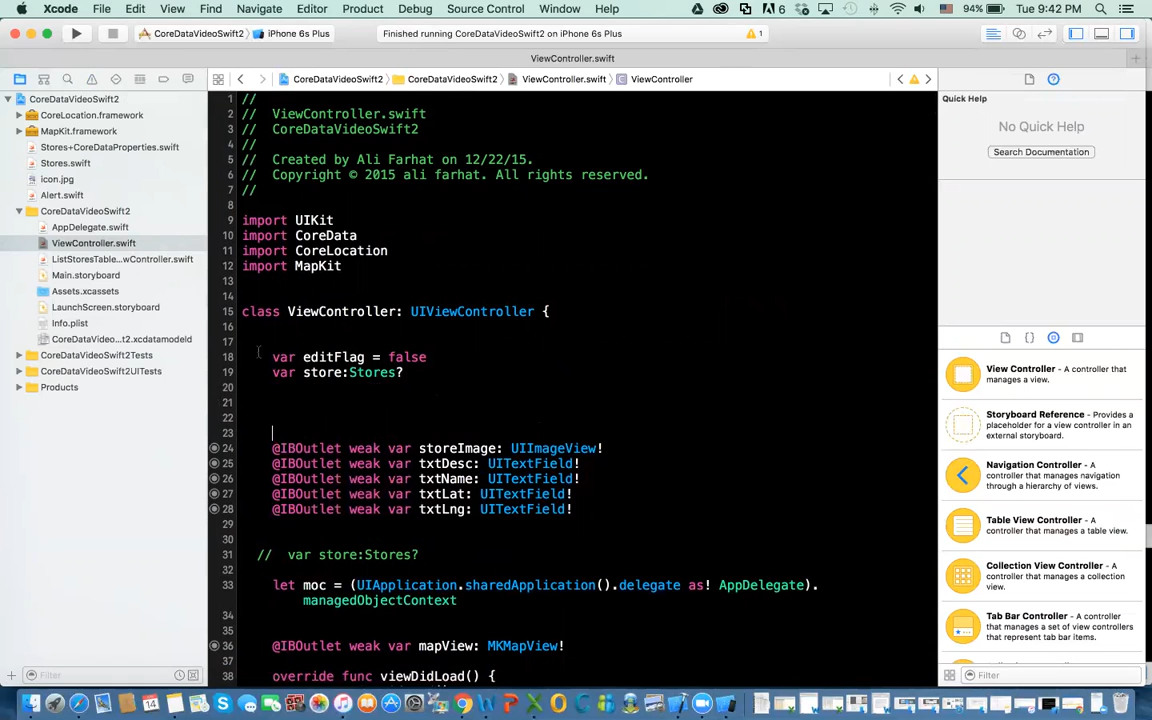 Xcode File Edit View Find Navigate Editor Product Debug Source Control Window Help 6 94% Tue 9:42 PM
CoreDataVideoSwift2 iPhone 6s Plus Finished running CoreDataVideoSwift2 on iPhone 6s Plus 1
ViewController.swift
CoreDataVideoSwift2 CoreDataVideoSwift2 ViewController.swift ViewController
CoreDataVideoSwift2
CoreLocation.framework
MapKit.framework
Stores+CoreDataProperties.swift
Stores.swift
icon.jpg
Alert.swift
CoreDataVideoSwift2
AppDelegate.swift
ViewController.swift
ListStoresTable...wController.swift
Main.storyboard
Assets.xcassets
LaunchScreen.storyboard
Info.plist
CoreDataVideo...t2.xcdatamodeld
CoreDataVideoSwift2Tests
CoreDataVideoSwift2UITests
Products
Filter
1 //
2 // ViewController.swift
3 // CoreDataVideoSwift2
4 //
5 // Created by Ali Farhat on 12/22/15.
6 // Copyright © 2015 ali farhat. All rights reserved.
7 //
8
9 import UIKit
10 import CoreData
11 import CoreLocation
12 import MapKit
13
14
15 class ViewController: UIViewController {
16
17
18 var editFlag = false
19 var store:Stores?
20
21
22
23
24 @IBOutlet weak var storeImage: UIImageView!
25 @IBOutlet weak var txtDesc: UITextField!
26 @IBOutlet weak var txtName: UITextField!
27 @IBOutlet weak var txtLat: UITextField!
28 @IBOutlet weak var txtLng: UITextField!
29
30
31 // var store:Stores?
32
33 let moc = (UIApplication.sharedApplication().delegate as! AppDelegate).
managedObjectContext
34
35
36 @IBOutlet weak var mapView: MKMapView!
37
38 override func viewDidLoad() {
Quick Help
No Quick Help
Search Documentation
View Controller - A controller that
manages a view.
Storyboard Reference - Provides a
placeholder for a view controller in an
external storyboard.
Navigation Controller - A
controller that manages navigation
through a hierarchy of views.
Table View Controller - A
controller that manages a table view.
Collection View Controller - A
controller that manages a collection
view.
Tab Bar Controller - A controller
that manages a set of view controllers
that represent tab bar items.
Filter